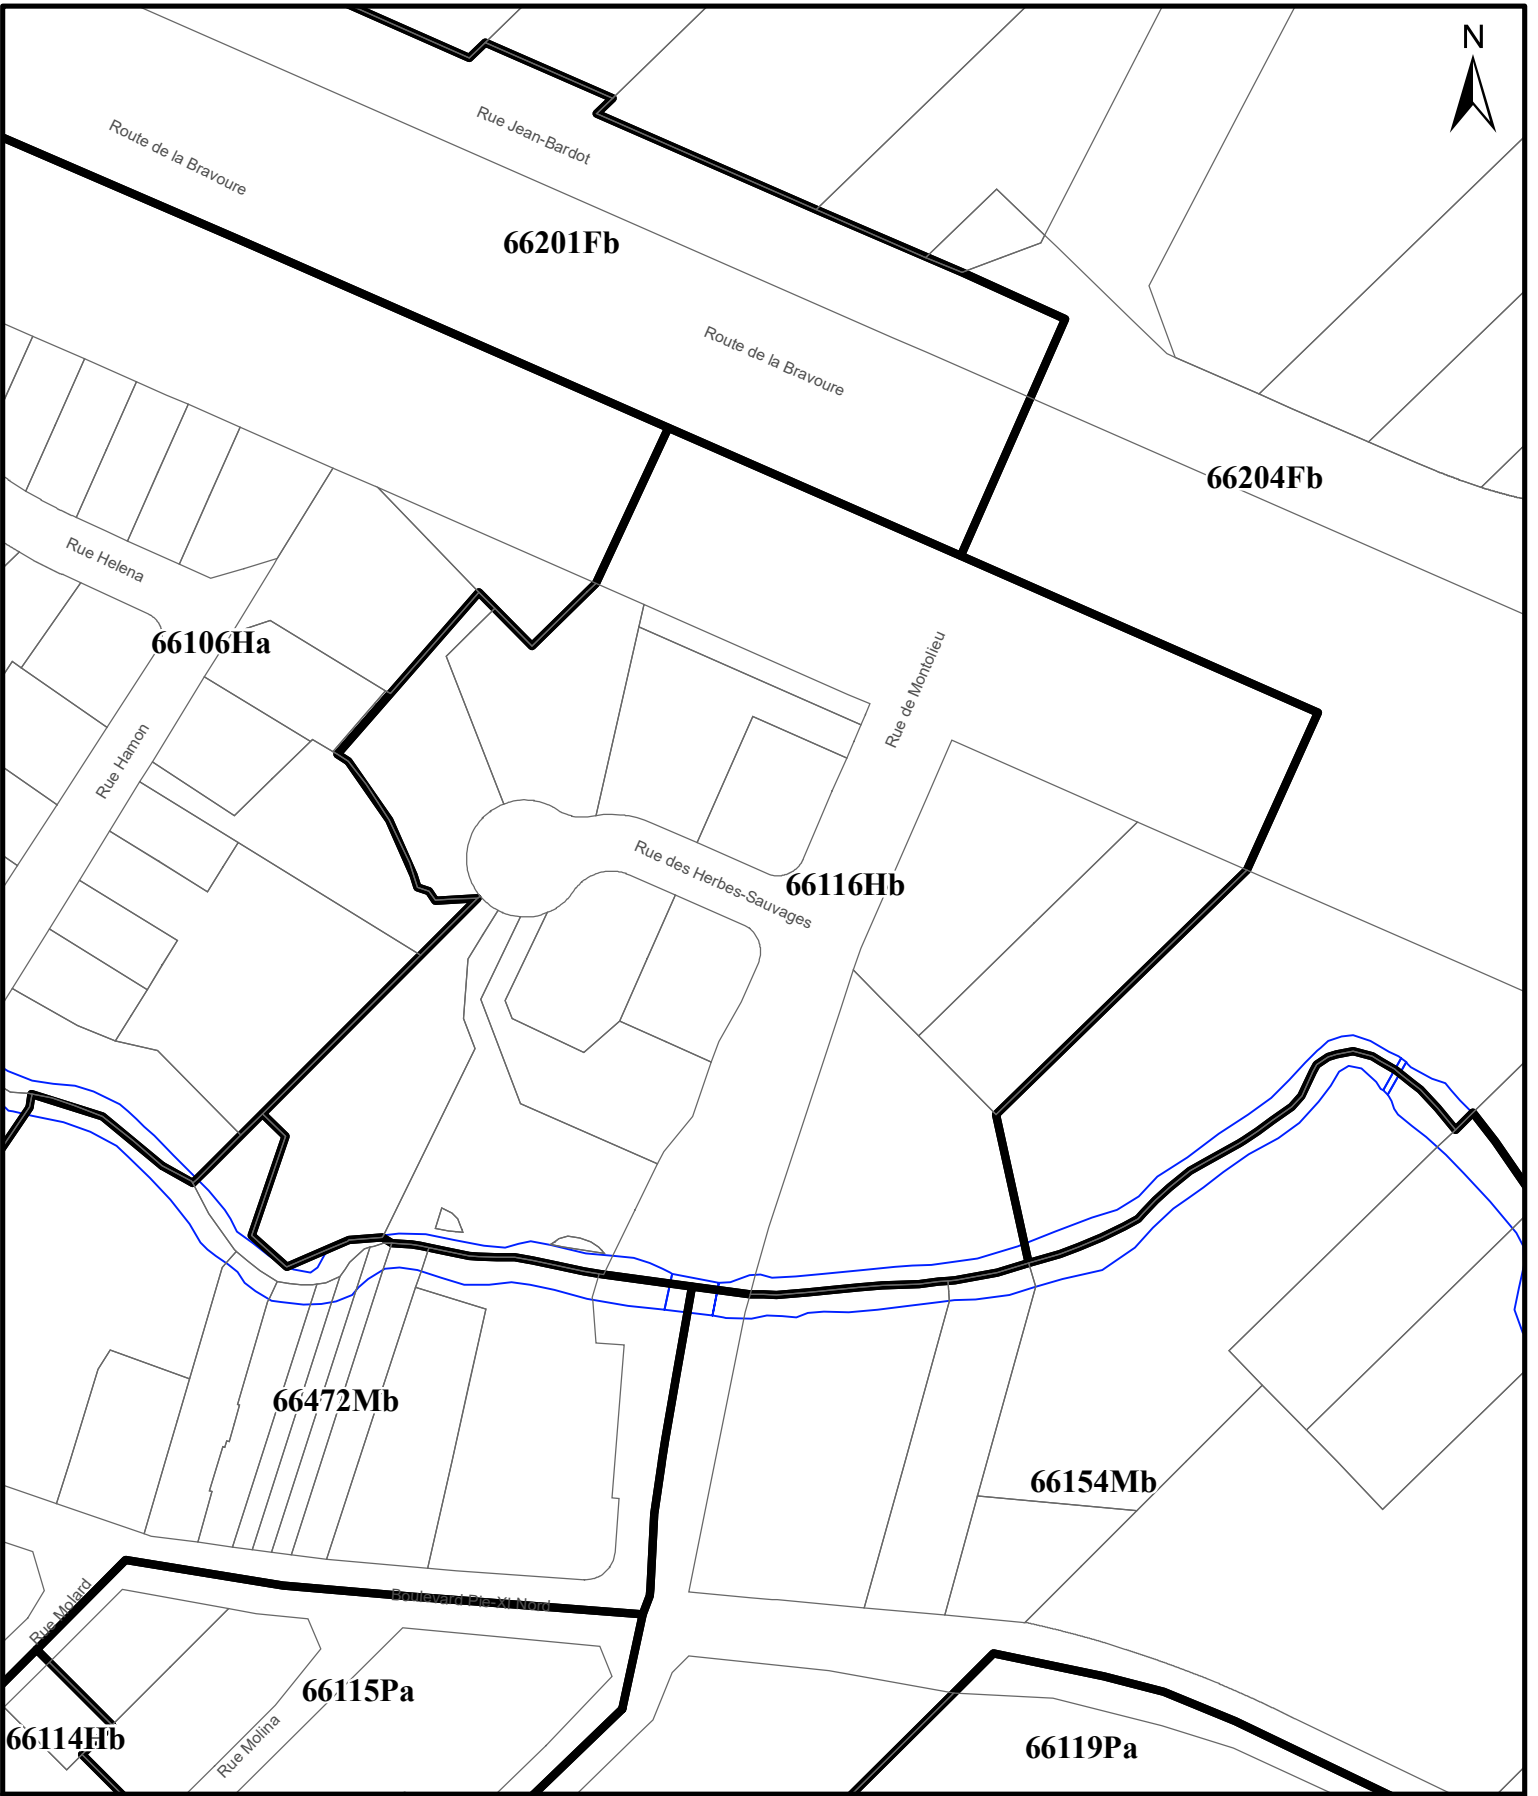 N
Rue Jean-Bardot
Route de la Bravoure
66201Fb
Route de la Bravoure
66204Fb
Rue Helena
66106Ha
Rue de Montolieu
Rue Hamon
Rue des Herbes-Sauvages
66116Hb
66472Mb
66154Mb
Boulevard Pie-XI Nord
Rue Molard
66115Pa
66114Hb
Rue Molina
66119Pa